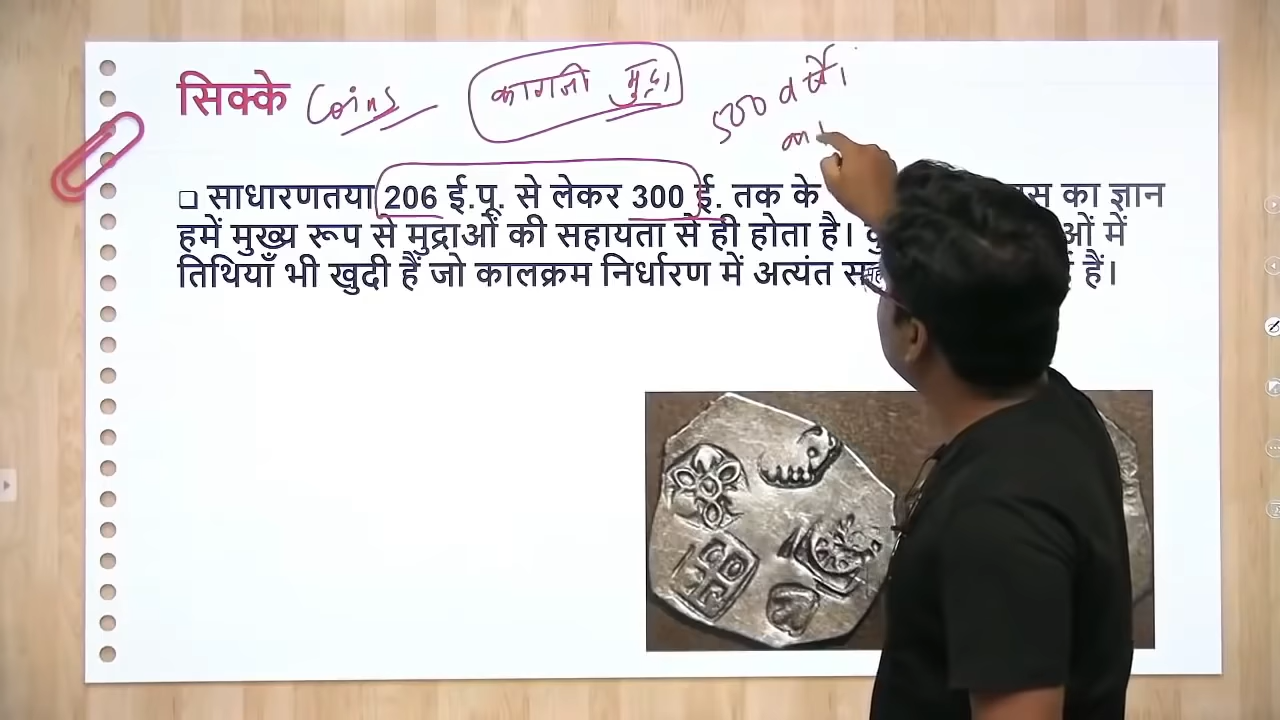 सिक्के Coins कागजी मुद्रा 500 वर्षों
का
साधारणतया 206 ई.पू. से लेकर 300 ई. तक के का ज्ञान
हमें मुख्य रूप से मुद्राओं की सहायता से ही होता है। में
तिथियाँ भी खुदी हैं जो कालक्रम निर्धारण में अत्यंत हैं।